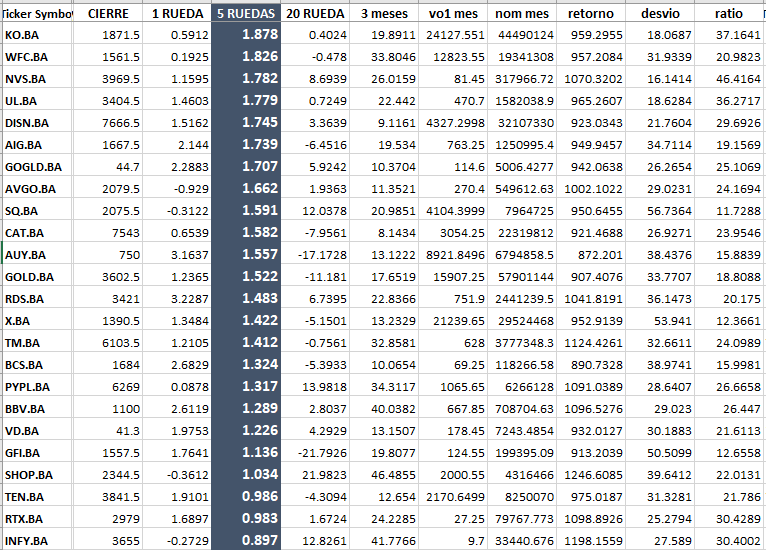 Ticker Symbol CIERRE 1 RUEDA 5 RUEDAS 20 RUEDA 3 meses vo1 mes nom mes retorno desvio ratio
KO.BA 1871.5 0.5912 1.878 0.4024 19.8911 24127.551 44490124 959.2955 18.0687 37.1641
WFC.BA 1561.5 0.1925 1.826 -0.478 33.8046 12823.55 19341308 957.2084 31.9339 20.9823
NVS.BA 3969.5 1.1595 1.782 8.6939 26.0159 81.45 317966.72 1070.3202 16.1414 46.4164
UL.BA 3404.5 1.4603 1.779 0.7249 22.442 470.7 1582038.9 965.2607 18.6284 36.2717
DISN.BA 7666.5 1.5162 1.745 3.3639 9.1161 4327.2998 32107330 923.0343 21.7604 29.6926
AIG.BA 1667.5 2.144 1.739 -6.4516 19.534 763.25 1250995.4 949.9457 34.7114 19.1569
GOGLD.BA 44.7 2.2883 1.707 5.9242 10.3704 114.6 5006.4277 942.0638 26.2654 25.1069
AVGO.BA 2079.5 -0.929 1.662 1.9363 11.3521 270.4 549612.63 1002.1022 29.0231 24.1694
SQ.BA 2075.5 -0.3122 1.591 12.0378 20.9851 4104.3999 7964725 950.6455 56.7364 11.7288
CAT.BA 7543 0.6539 1.582 -7.9561 8.1434 3054.25 22319812 921.4688 26.9271 23.9546
AUY.BA 750 3.1637 1.557 -17.1728 13.1222 8921.8496 6794858.5 872.201 38.4376 15.8839
GOLD.BA 3602.5 1.2365 1.522 -11.181 17.6519 15907.25 57901144 907.4076 33.7707 18.8088
RDS.BA 3421 3.2287 1.483 6.7395 22.8366 751.9 2441239.5 1041.8191 36.1473 20.175
X.BA 1390.5 1.3484 1.422 -5.1501 13.2329 21239.65 29524468 952.9139 53.941 12.3661
TM.BA 6103.5 1.2105 1.412 -0.7561 32.8581 628 3777348.3 1124.4261 32.6611 24.0989
BCS.BA 1684 2.6829 1.324 -5.3933 10.0654 69.25 118266.58 890.7328 38.9741 15.9981
PYPL.BA 6269 0.0878 1.317 13.9818 34.3117 1065.65 6266128 1091.0389 28.6407 26.6658
BBV.BA 1100 2.6119 1.289 2.8037 40.0382 667.85 708704.63 1096.5276 29.023 26.447
VD.BA 41.3 1.9753 1.226 4.2929 13.1507 178.45 7243.4854 932.0127 30.1883 21.6113
GFI.BA 1557.5 1.7641 1.136 -21.7926 19.8077 124.55 199395.09 913.2039 50.5099 12.6558
SHOP.BA 2344.5 -0.3612 1.034 21.9823 46.4855 2000.55 4316466 1246.6085 39.6412 22.0131
TEN.BA 3841.5 1.9101 0.986 -4.3094 12.654 2170.6499 8250070 975.0187 31.3281 21.786
RTX.BA 2979 1.6897 0.983 1.6724 24.2285 27.25 79767.773 1098.8926 25.2794 30.4289
INFY.BA 3655 -0.2729 0.897 12.8261 41.7766 9.7 33440.676 1198.1559 27.589 30.4002